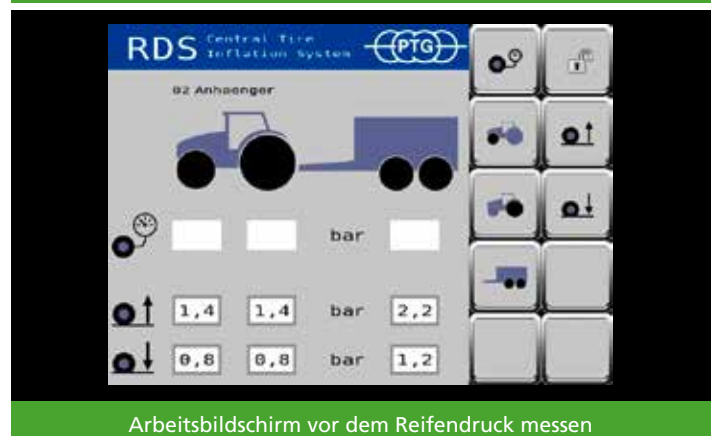 RDS Central Tire
Inflation System
PTG
02 Anhaenger
bar
1,4 1,4 bar 2,2
0,8 0,8 bar 1,2
Arbeitsbildschirm vor dem Reifendruck messen